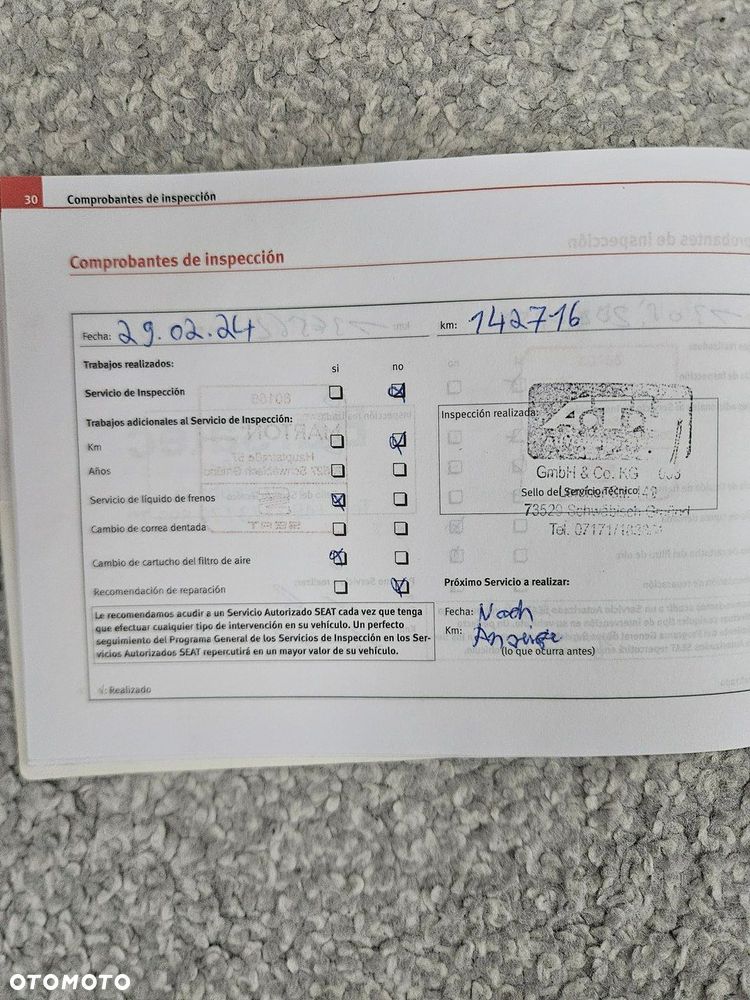 30 Comprobantes de inspección
Comprobantes de inspección
Fecha: 29.02.24 km: 142716
Trabajos realizados: si no
Servicio de Inspección
Trabajos adicionales al Servicio de Inspección:
Inspección realizada:
ATU
Km
Años
GmbH & Co. KG
Servicio de líquido de frenos
Sello del Servicio Técnico
73529 Schwäbisch Gmünd
Cambio de correa dentada
Tel. 07171/
Cambio de cartucho del filtro de aire
Recomendación de reparación
Próximo Servicio a realizar:
Fecha: Nach
Km: Anzeige
(lo que ocurra antes)
Le recomendamos acudir a un Servicio Autorizado SEAT cada vez que tenga
que efectuar cualquier tipo de intervención en su vehículo. Un perfecto
seguimiento del Programa General de los Servicios de Inspección en los Ser-
vicios Autorizados SEAT repercutirá en un mayor valor de su vehículo.
√: Realizado
OTOMOTO